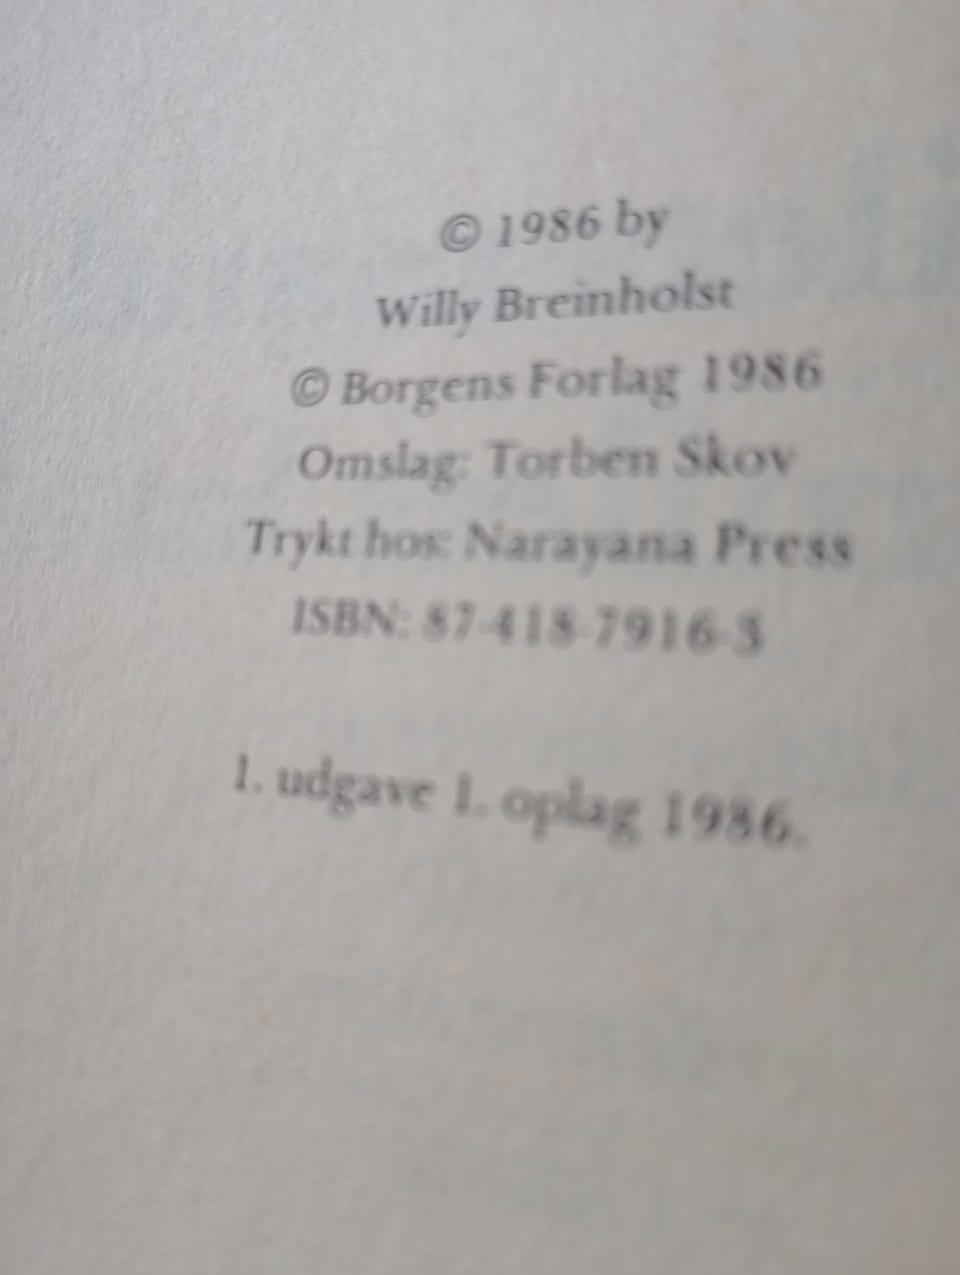 © 1986 by
Willy Breinholst
© Borgens Forlag 1986
Omslag: Torben Skov
Trykt hos: Narayana Press
ISBN: 87-418-7916-3
1. udgave 1. oplag 1986.